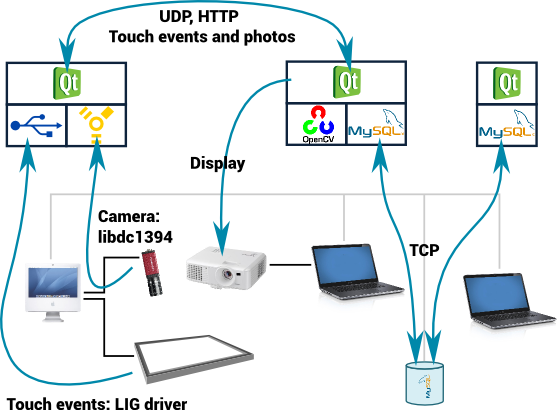 UDP, HTTP
Touch events and photos
Qt
Qt
Qt
OpenCV
MySQL
MySQL
Display
Camera:
libdc1394
TCP
MySQL
Touch events: LIG driver